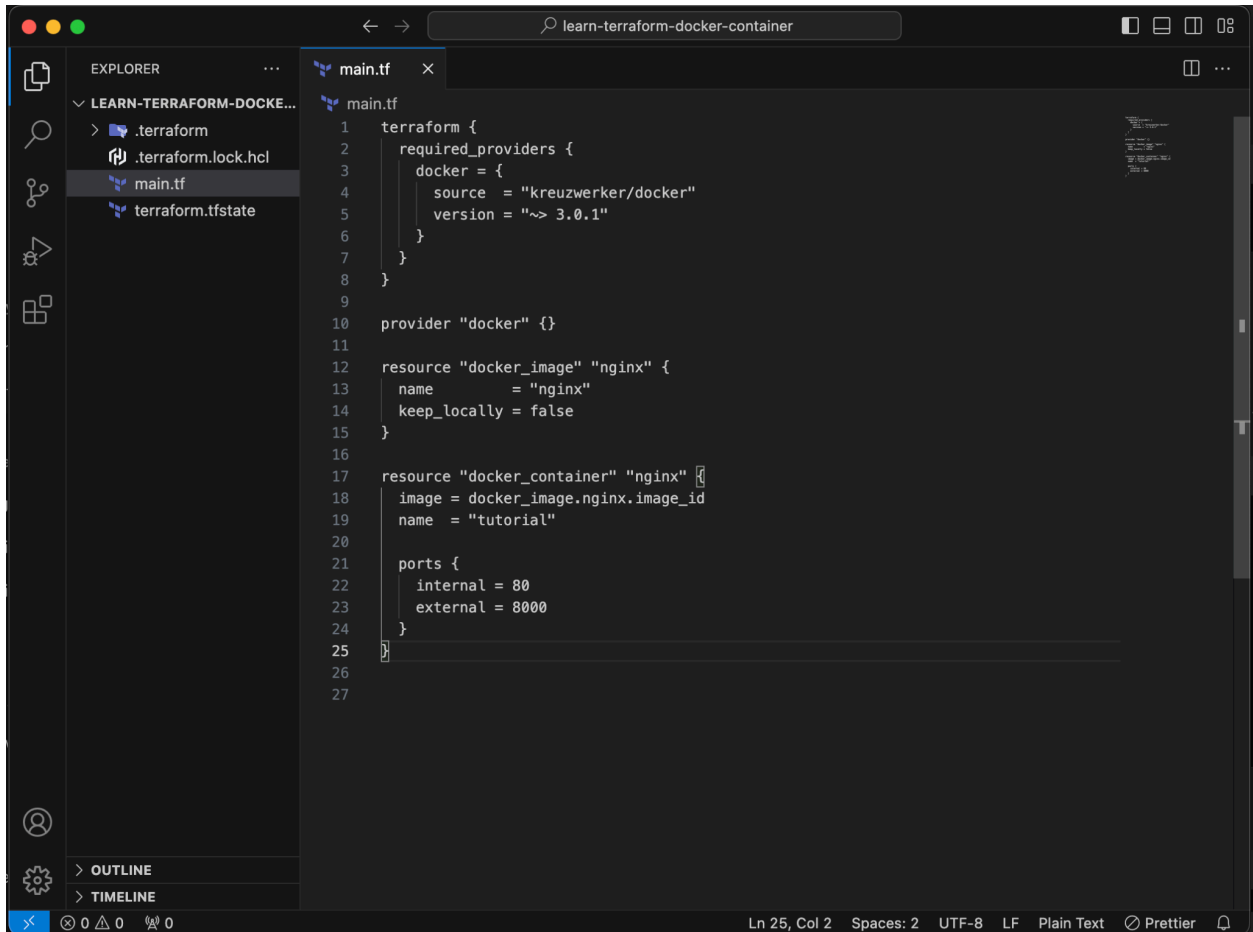 learn-terraform-docker-container
EXPLORER
LEARN-TERRAFORM-DOCKE...
.terraform
.terraform.lock.hcl
main.tf
terraform.tfstate
OUTLINE
TIMELINE
main.tf
main.tf
1 terraform {
2 required_providers {
3 docker = {
4 source  = "kreuzwerker/docker"
5 version = "~> 3.0.1"
6 }
7 }
8 }
9
10 provider "docker" {}
11
12 resource "docker_image" "nginx" {
13 name         = "nginx"
14 keep_locally = false
15 }
16
17 resource "docker_container" "nginx" {
18 image = docker_image.nginx.image_id
19 name  = "tutorial"
20
21 ports {
22 internal = 80
23 external = 8000
24 }
25 }
26
27
0 0 0 Ln 25, Col 2 Spaces: 2 UTF-8 LF Plain Text Prettier